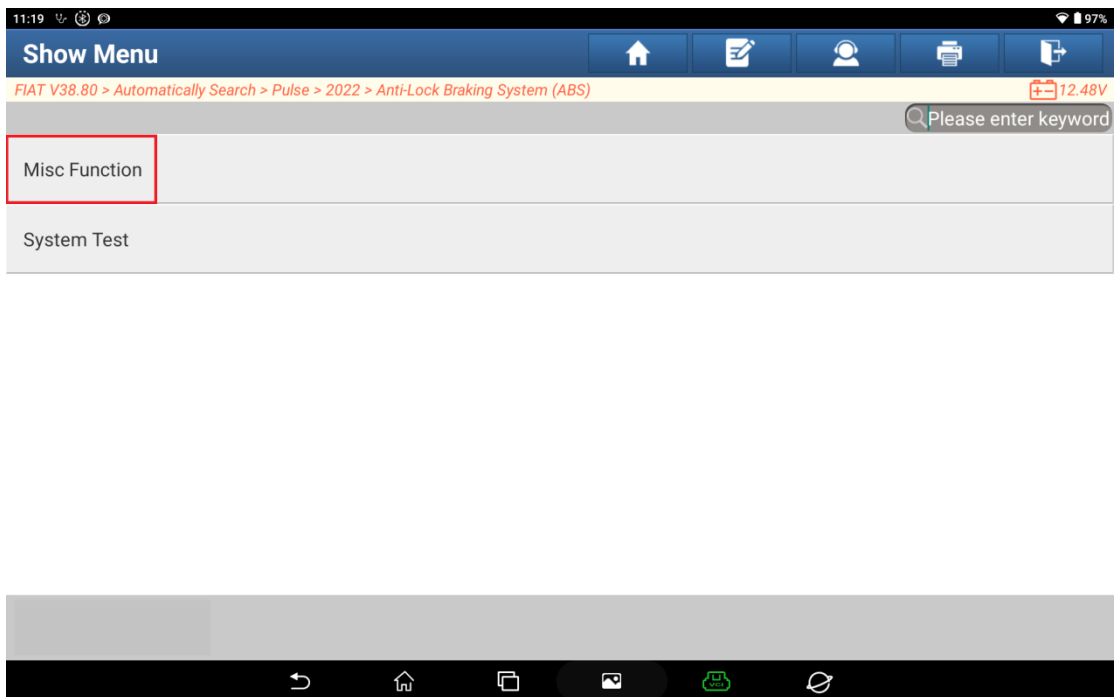 11:19 97%
Show Menu
FIAT V38.80 > Automatically Search > Pulse > 2022 > Anti-Lock Braking System (ABS) 12.48V
Please enter keyword
Misc Function
System Test
VCI